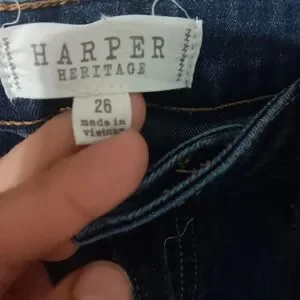 HARPER
HERITAGE
26
made in
vietnam